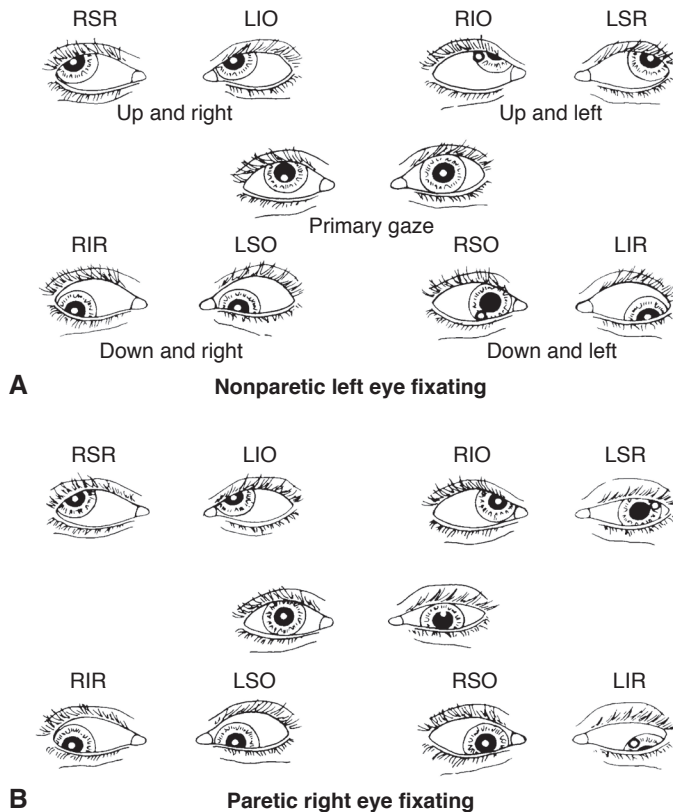 RSR LIO RIO LSR
Up and right Up and left
Primary gaze
RIR LSO RSO LIR
Down and right Down and left
A Nonparetic left eye fixating
RSR LIO RIO LSR
RIR LSO RSO LIR
B Paretic right eye fixating